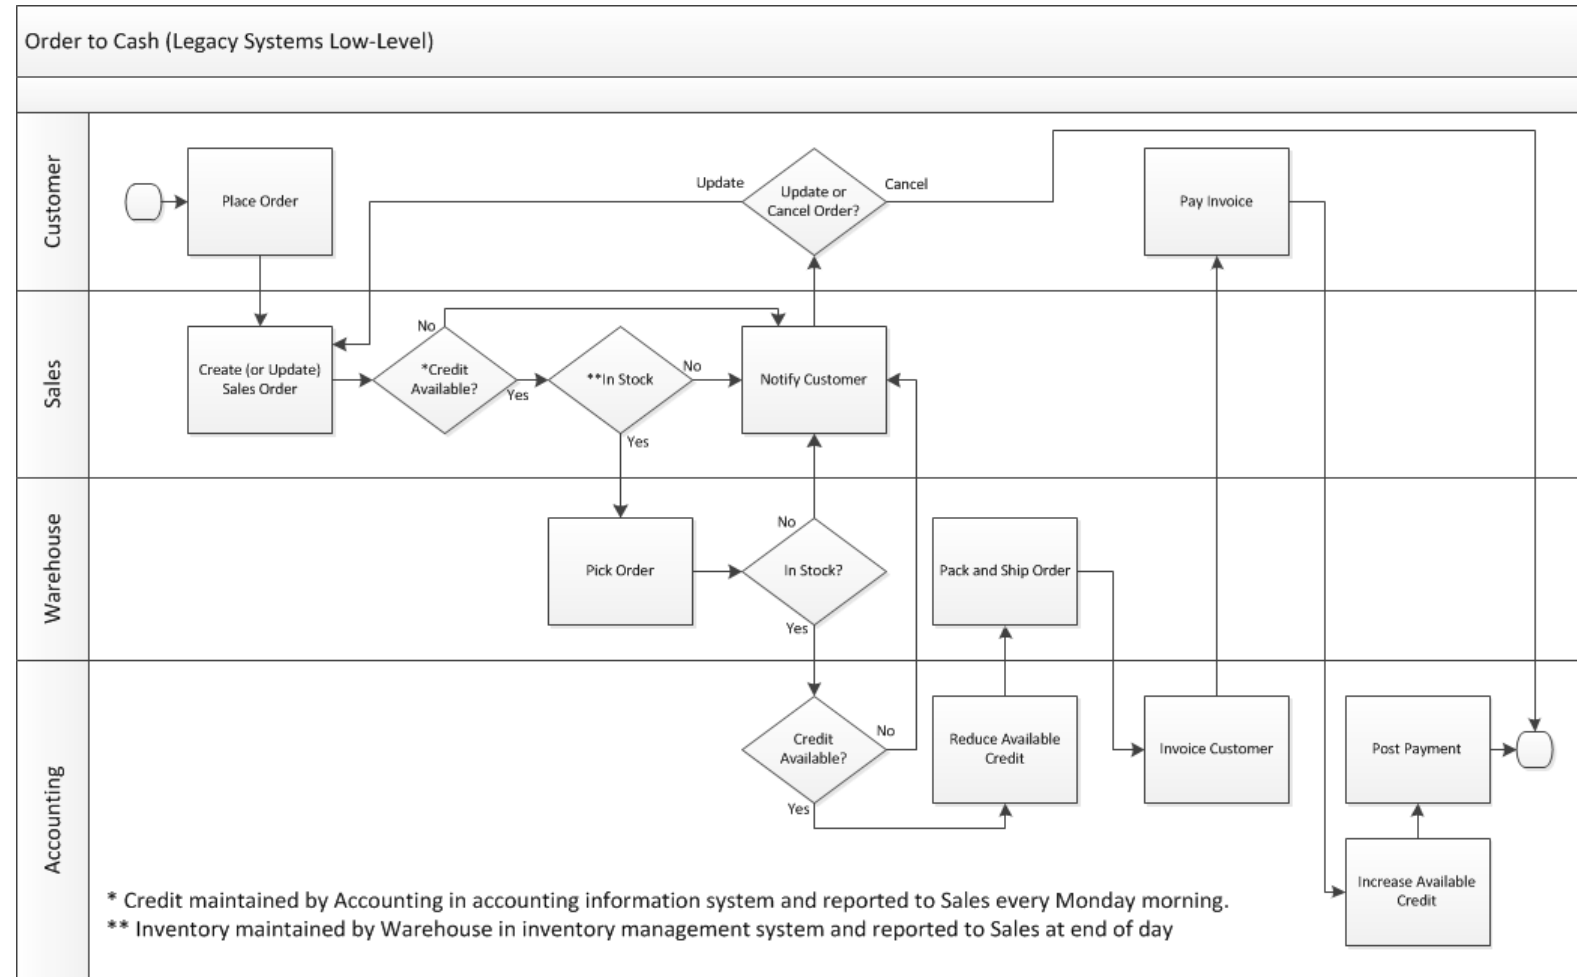 Order to Cash (Legacy Systems Low-Level)
Customer
Place Order
Update
Update or
Cancel Order?
Cancel
Pay Invoice
Sales
Create (or Update)
Sales Order
No
*Credit
Available?
Yes
**In Stock
No
Yes
Notify Customer
Warehouse
Pick Order
No
In Stock?
Yes
Pack and Ship Order
Accounting
Credit
Available?
No
Yes
Reduce Available
Credit
Invoice Customer
Post Payment
Increase Available
Credit
* Credit maintained by Accounting in accounting information system and reported to Sales every Monday morning.
** Inventory maintained by Warehouse in inventory management system and reported to Sales at end of day